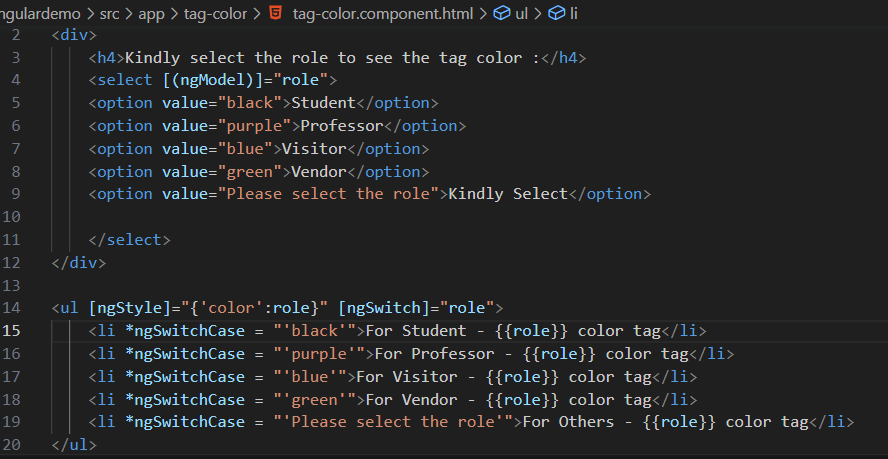 ngulardemo > src > app > tag-color > tag-color.component.html > ul > li
2 <div>
3 <h4>Kindly select the role to see the tag color :</h4>
4 <select [(ngModel)]="role">
5 <option value="black">Student</option>
6 <option value="purple">Professor</option>
7 <option value="blue">Visitor</option>
8 <option value="green">Vendor</option>
9 <option value="Please select the role">Kindly Select</option>
10
11 </select>
12 </div>
13
14 <ul [ngStyle]="{'color':role}" [ngSwitch]="role">
15 <li *ngSwitchCase = "'black'">For Student - {{role}} color tag</li>
16 <li *ngSwitchCase = "'purple'">For Professor - {{role}} color tag</li>
17 <li *ngSwitchCase = "'blue'">For Visitor - {{role}} color tag</li>
18 <li *ngSwitchCase = "'green'">For Vendor - {{role}} color tag</li>
19 <li *ngSwitchCase = "'Please select the role'">For Others - {{role}} color tag</li>
20 </ul>